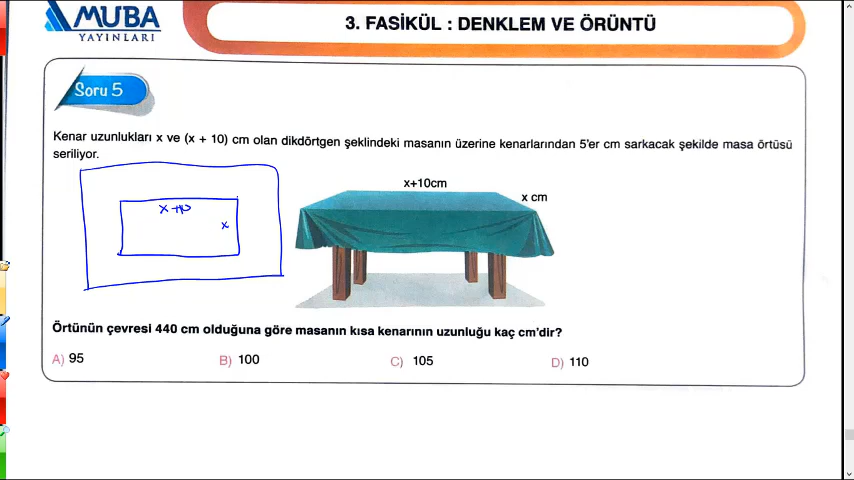 MUBA
YAYINLARI
3. FASİKÜL : DENKLEM VE ÖRÜNTÜ
Soru 5
Kenar uzunlukları x ve (x + 10) cm olan dikdörtgen şeklindeki masanın üzerine kenarlarından 5'er cm sarkacak şekilde masa örtüsü
seriliyor.
x+10cm
x cm
x+10
x
Örtünün çevresi 440 cm olduğuna göre masanın kısa kenarının uzunluğu kaç cm'dir?
A) 95 B) 100 C) 105 D) 110